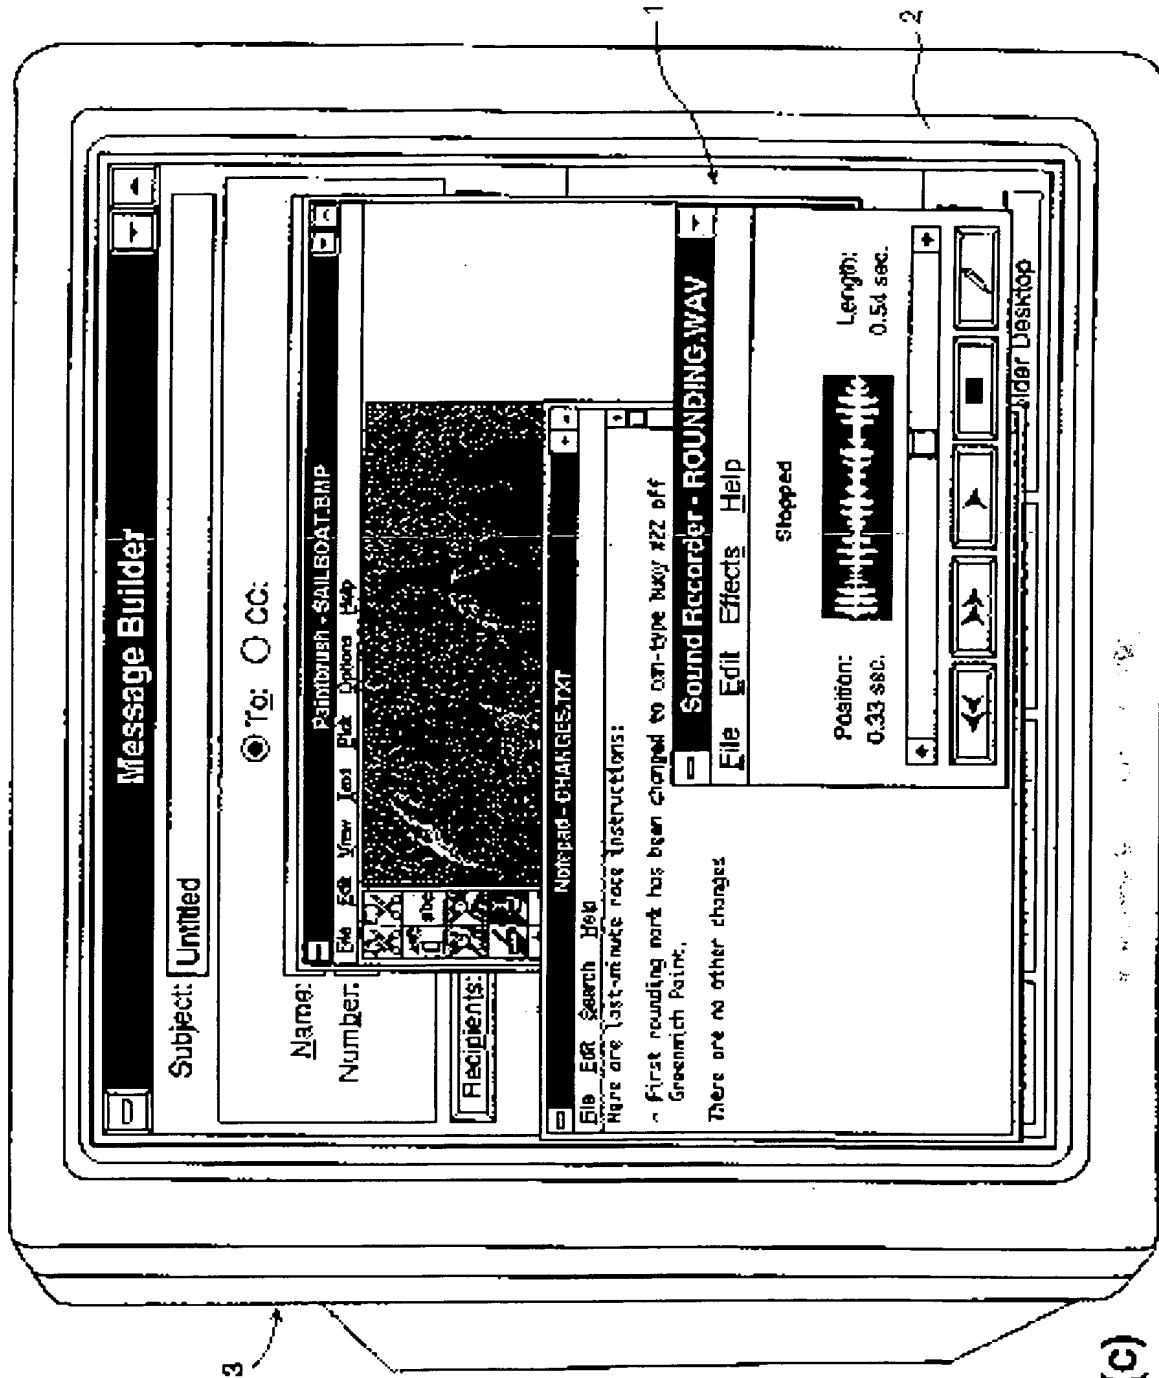 Message Builder
Subject: Untitled
To: CC:
Name:
Number:
Recipients:
Paintbrush - SAILBOAT.BMP
File Edit View Text Pick Options Help
abc
Notepad - CHANGES.TXT
File Edit Search Help
Here are last-minute race instructions:
- First rounding mark has been changed to buoy #22 off
Greenwich Point.
There are no other changes
Sound Recorder - ROUNDING.WAV
File Edit Effects Help
Stopped
Position:
0.33 sec.
Length:
0.54 sec.
Desktop
1
2
3
(c)